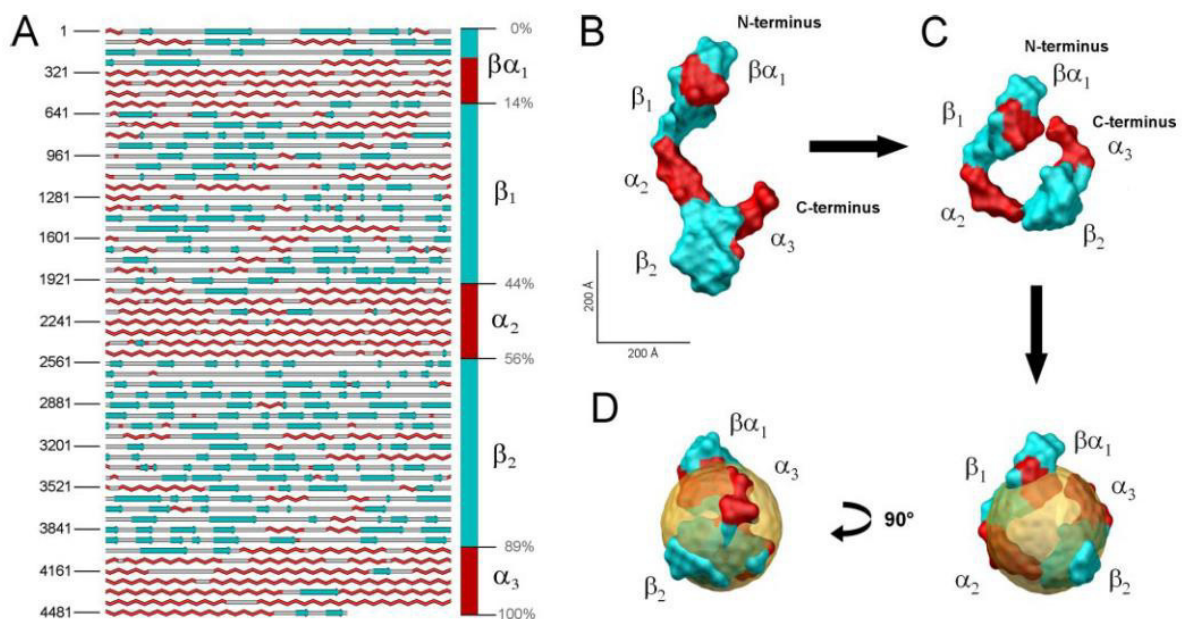 A
1
321
641
961
1281
1601
1921
2241
2561
2881
3201
3521
3841
4161
4481
0%
βα1
14%
β1
44%
α2
56%
β2
89%
α3
100%
B
N-terminus
βα1
β1
α2
C-terminus
α3
β2
200 Å
200 Å
C
N-terminus
βα1
β1
C-terminus
α3
α2
β2
D
βα1
α3
β2
90°
βα1
β1
α3
α2
β2